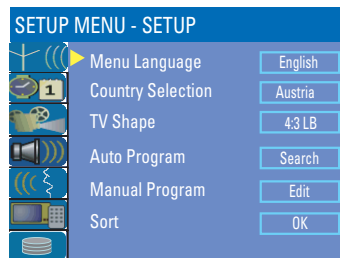 SETUP MENU - SETUP
Menu Language English
Country Selection Austria
1
TV Shape 4:3 LB
Auto Program Search
Manual Program Edit
Sort OK